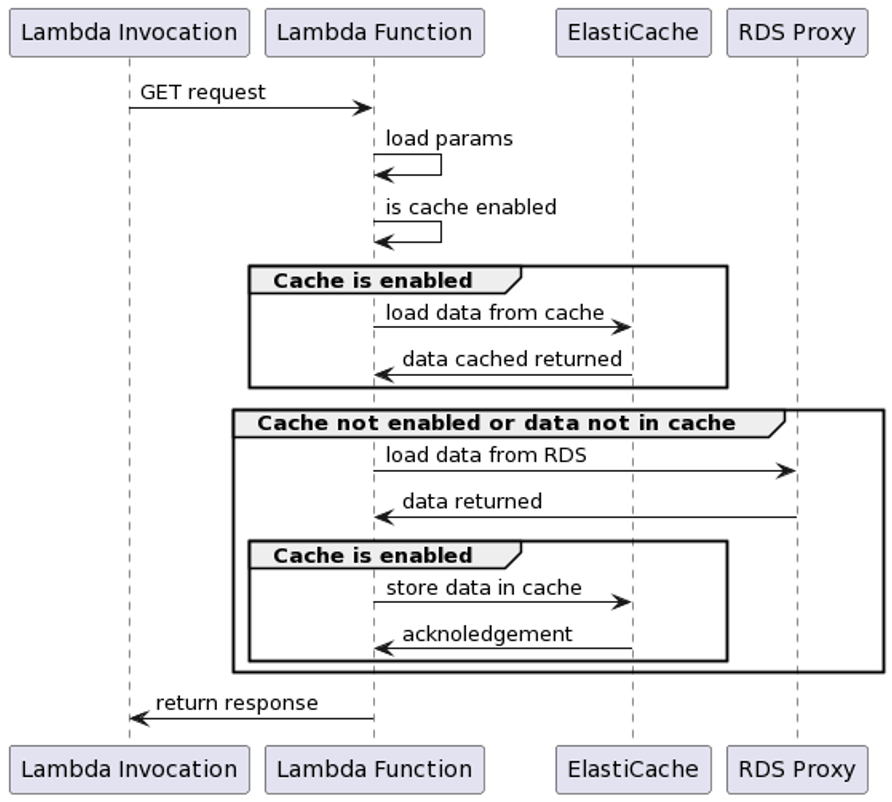 Lambda Invocation
Lambda Function
ElastiCache
RDS Proxy
GET request
load params
is cache enabled
Cache is enabled
load data from cache
data cached returned
Cache not enabled or data not in cache
load data from RDS
data returned
Cache is enabled
store data in cache
acknoledgement
return response
Lambda Invocation
Lambda Function
ElastiCache
RDS Proxy